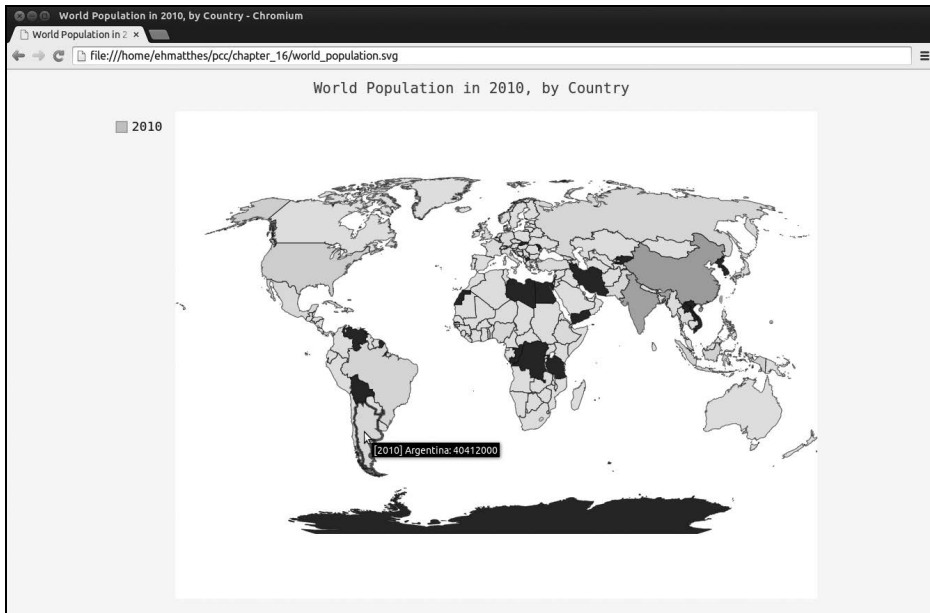 World Population in 2010, by Country - Chromium
World Population in 2
file:///home/ehmatthes/pcc/chapter_16/world_population.svg
World Population in 2010, by Country
2010
[2010] Argentina: 40412000